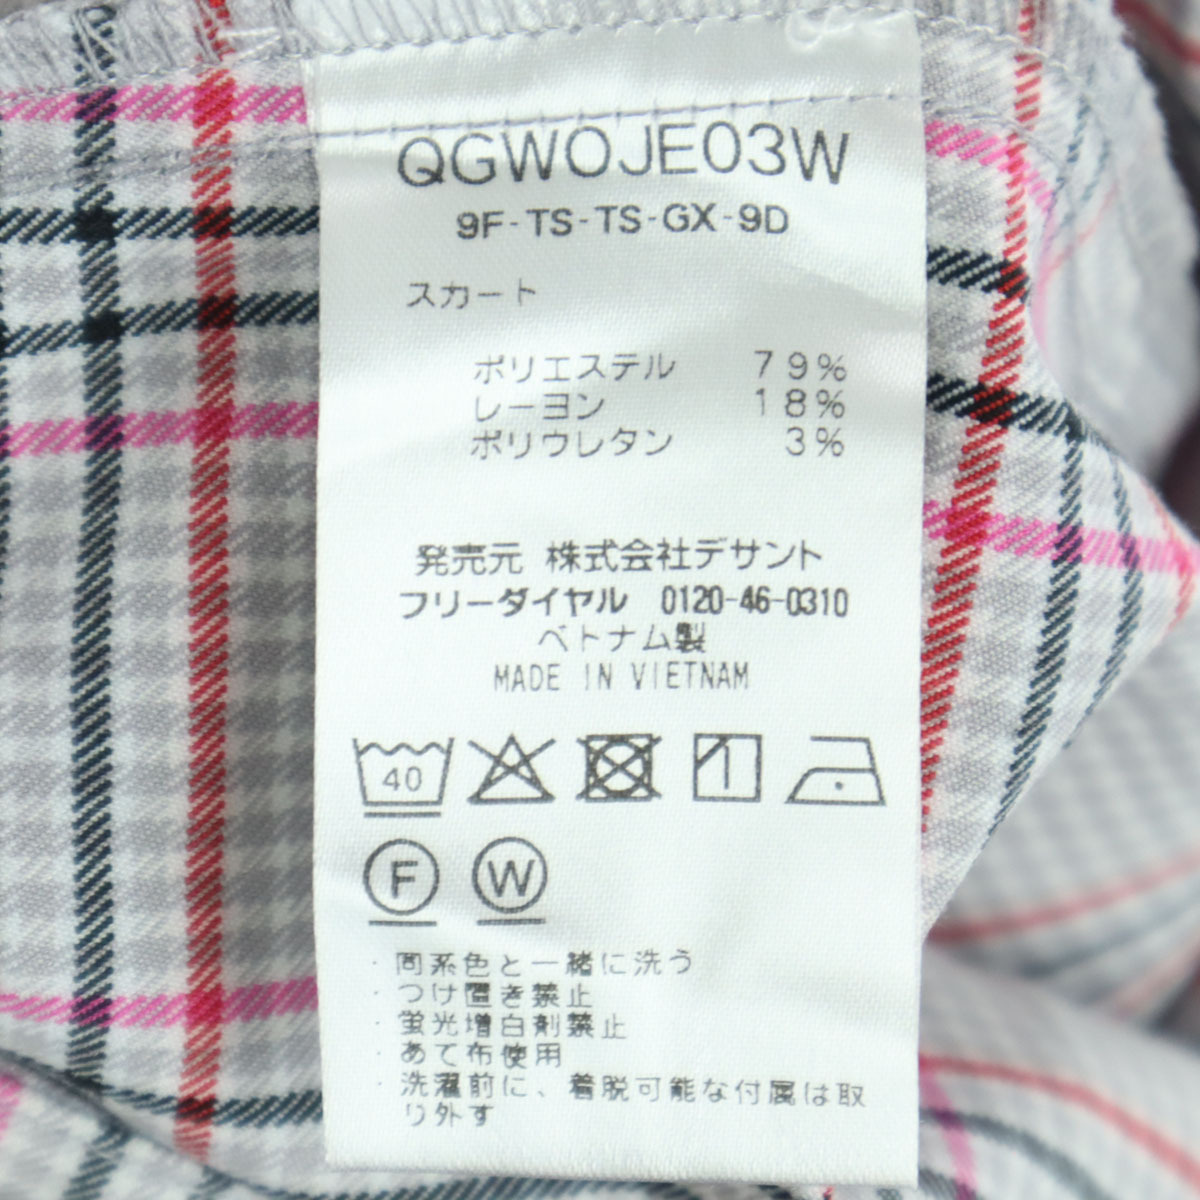 QGWOJE03W
9F-TS-TS-GX-9D
スカート
ポリエステル 79%
レーヨン 18%
ポリウレタン 3%
発売元 株式会社デサント
フリーダイヤル 0120-46-0310
ベトナム製
MADE IN VIETNAM
40
F W
・同系色と一緒に洗う
・つけ置き禁止
・蛍光増白剤禁止
・あて布使用
・洗濯前に、着脱可能な付属は取
り外す